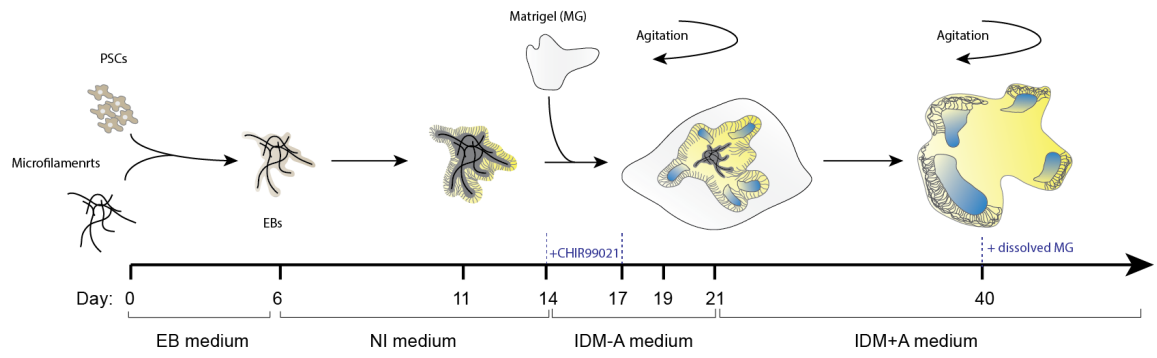 Matrigel (MG)
Agitation
Agitation
PSCs
Microfilamenrts
EBs
+CHIR99021
+ dissolved MG
Day: 0 6 11 14 17 19 21 40
EB medium NI medium IDM-A medium IDM+A medium